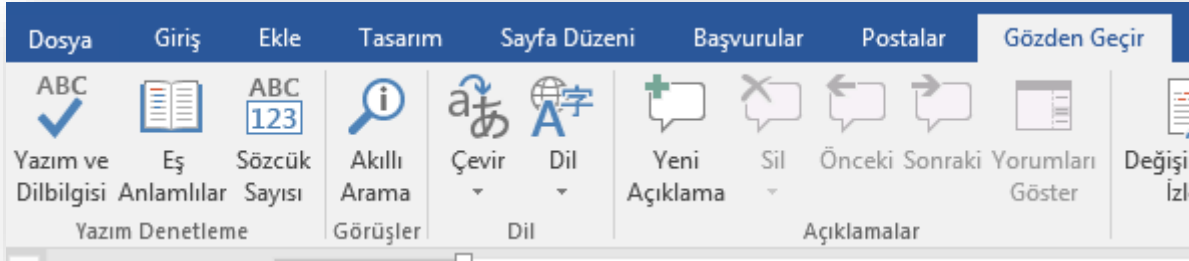 Dosya Giriş Ekle Tasarım Sayfa Düzeni Başvurular Postalar Gözden Geçir
ABC
ABC
123
字
Yazım ve Dilbilgisi
Eş Anlamlılar
Sözcük Sayısı
Akıllı Arama
Çevir
Dil
Yeni Açıklama
Sil
Önceki
Sonraki
Yorumları Göster
Yazım Denetleme
Görüşler
Dil
Açıklamalar